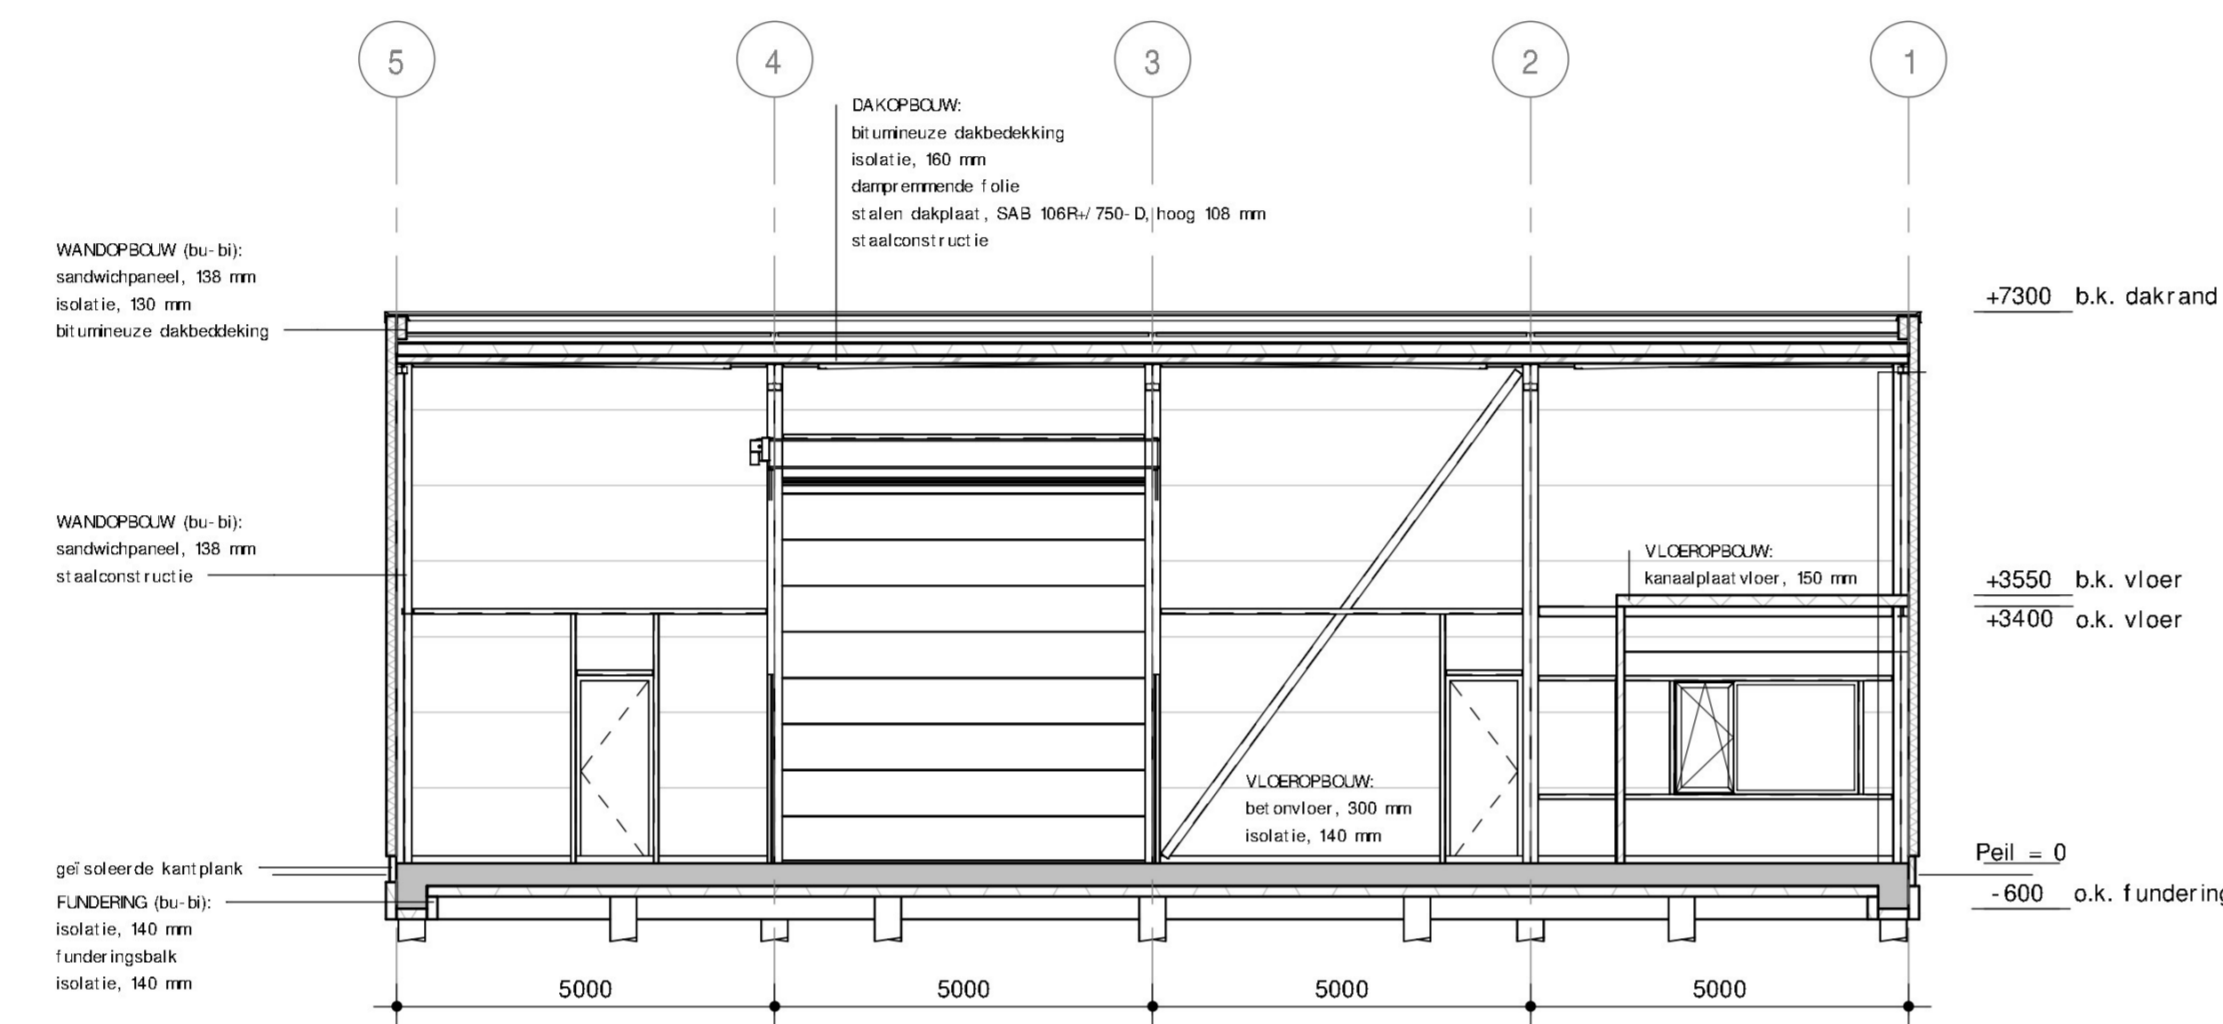 5 4 3 2 1
DAKOPBOUW:
bitumineuze dakbedekking
isolatie, 160 mm
dampremmende folie
stalen dakplaat, SAB 106R+/750-D, hoog 108 mm
staalconstructie
WANDOPBOUW (bu-bi):
sandwichpaneel, 138 mm
isolatie, 130 mm
bitumineuze dakbeddeking
+7300 b.k. dakrand
WANDOPBOUW (bu-bi):
sandwichpaneel, 138 mm
staalconstructie
VLOEROPBOUW:
kanaalplaatvloer, 150 mm
+3550 b.k. vloer
+3400 o.k. vloer
VLOEROPBOUW:
betonvloer, 300 mm
isolatie, 140 mm
geïsoleerde kantplank
Peil = 0
-600 o.k. fundering
FUNDERING (bu-bi):
isolatie, 140 mm
funderingsbalk
isolatie, 140 mm
5000 5000 5000 5000